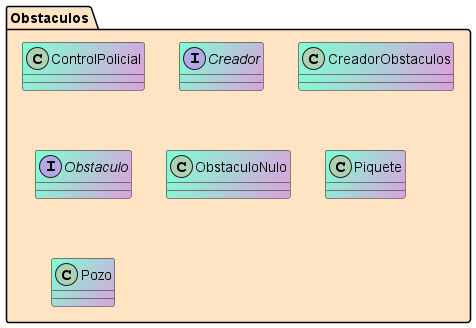 Obstaculos
C ControlPolicial
I Creador
C CreadorObstaculos
I Obstaculo
C ObstaculoNulo
C Piquete
C Pozo